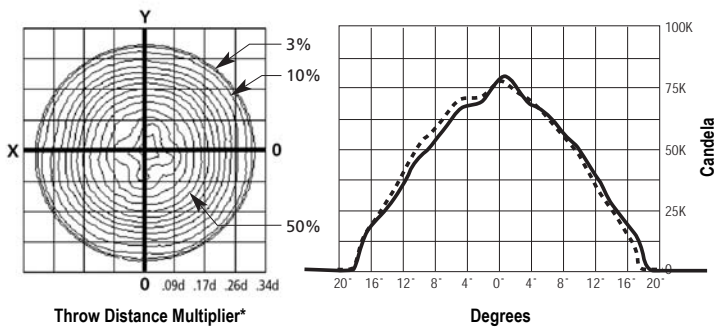 Y
3%
10%
X
0
50%
0 .09d .17d .26d .34d
Throw Distance Multiplier*
100K
75K
50K
25K
0
Candela
20° 16° 12° 8° 4° 0° 4° 8° 12° 16° 20°
Degrees